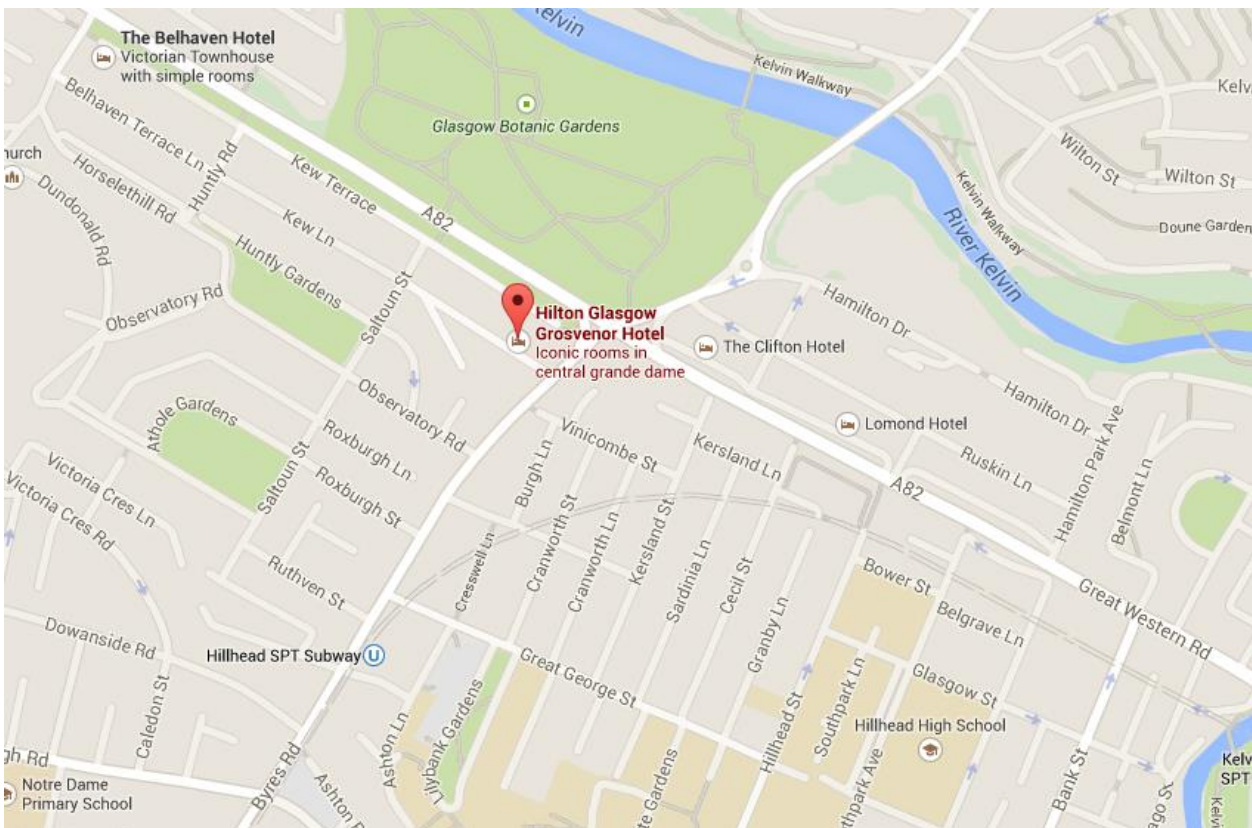 The Belhaven Hotel
Victorian Townhouse
with simple rooms
Kelvin
Kelvin Walkway
Kelv
Glasgow Botanic Gardens
Belhaven Terrace Ln
Huntly Rd
Kew Terrace
A82
Wilton St
Wilton St
hurch
Dundonald Rd
Horselethill Rd
Kew Ln
Kelvin Walkway
River Kelvin
Doune Garden
Huntly Gardens
Saltoun St
Observatory Rd
Hilton Glasgow
Grosvenor Hotel
Iconic rooms in
central grande dame
Hamilton Dr
The Clifton Hotel
Hamilton Dr
Hamilton Park Ave
Observatory Rd
Athole Gardens
Roxburgh Ln
Roxburgh St
Saltoun St
Victoria Cres Ln
Victoria Cres Rd
Burgh Ln
Vinicombe St
Kersland Ln
Lomond Hotel
Ruskin Ln
A82
Belmont Ln
Cresswell Ln
Cranworth St
Cranworth Ln
Kersland St
Sardinia Ln
Cecil St
Granby Ln
Bower St
Belgrave Ln
Great Western Rd
Ruthven St
Dowanside Rd
Hillhead SPT Subway
Great George St
Glasgow St
Caledon St
Ashton Ln
Lilybank Gardens
Hillhead St
Southpark Ln
Hillhead High School
Bank St
Kelv
SPT
gh Rd
Notre Dame
Primary School
Byres Rd
Ashton R
te Gardens
thpark Ave
ago St
Kelvi